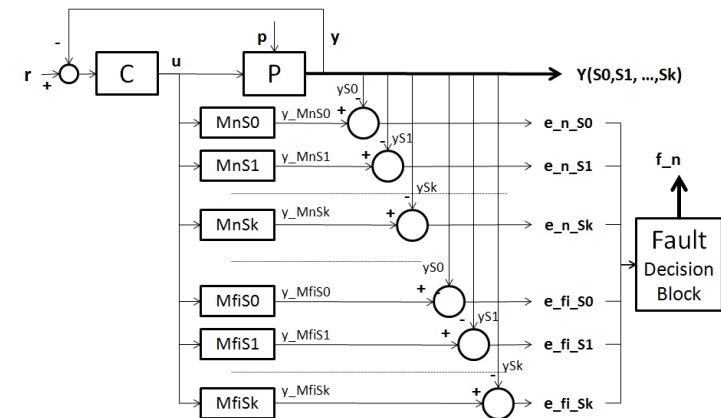 -
p
y
r
+
C
u
P
Y(S0,S1, ...,Sk)
yS0
-
+
MnS0
y_MnS0
e_n_S0
yS1
-
+
MnS1
y_MnS1
e_n_S1
f_n
ySk
-
+
MnSk
y_MnSk
e_n_Sk
Fault
Decision
Block
yS0
-
+
MfiS0
y_MfiS0
e_fi_S0
yS1
-
+
MfiS1
y_MfiS1
e_fi_S1
ySk
-
+
MfiSk
y_MfiSk
e_fi_Sk